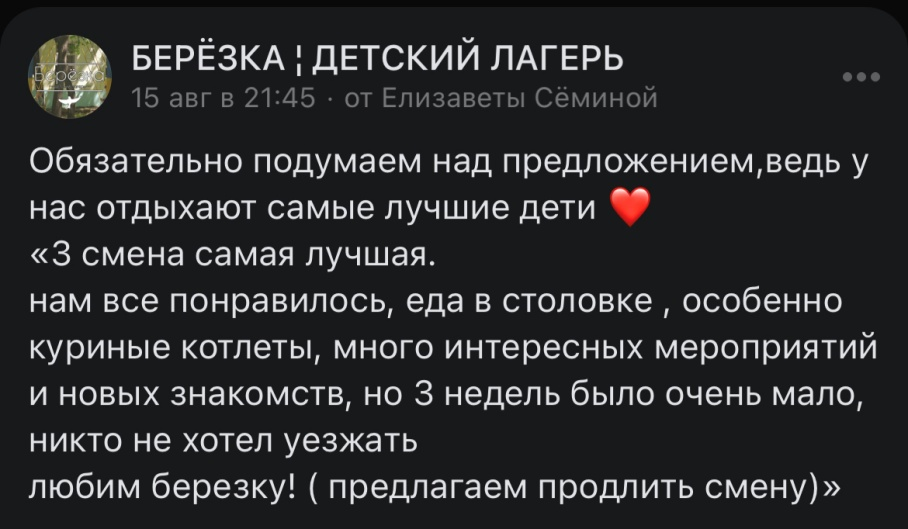 Берёзка
БЕРЁЗКА ¦ ДЕТСКИЙ ЛАГЕРЬ
15 авг в 21:45 · от Елизаветы Сёминой
Обязательно подумаем над предложением,ведь у
нас отдыхают самые лучшие дети ❤️
«3 смена самая лучшая.
нам все понравилось, еда в столовке , особенно
куриные котлеты, много интересных мероприятий
и новых знакомств, но 3 недель было очень мало,
никто не хотел уезжать
любим березку! ( предлагаем продлить смену)»